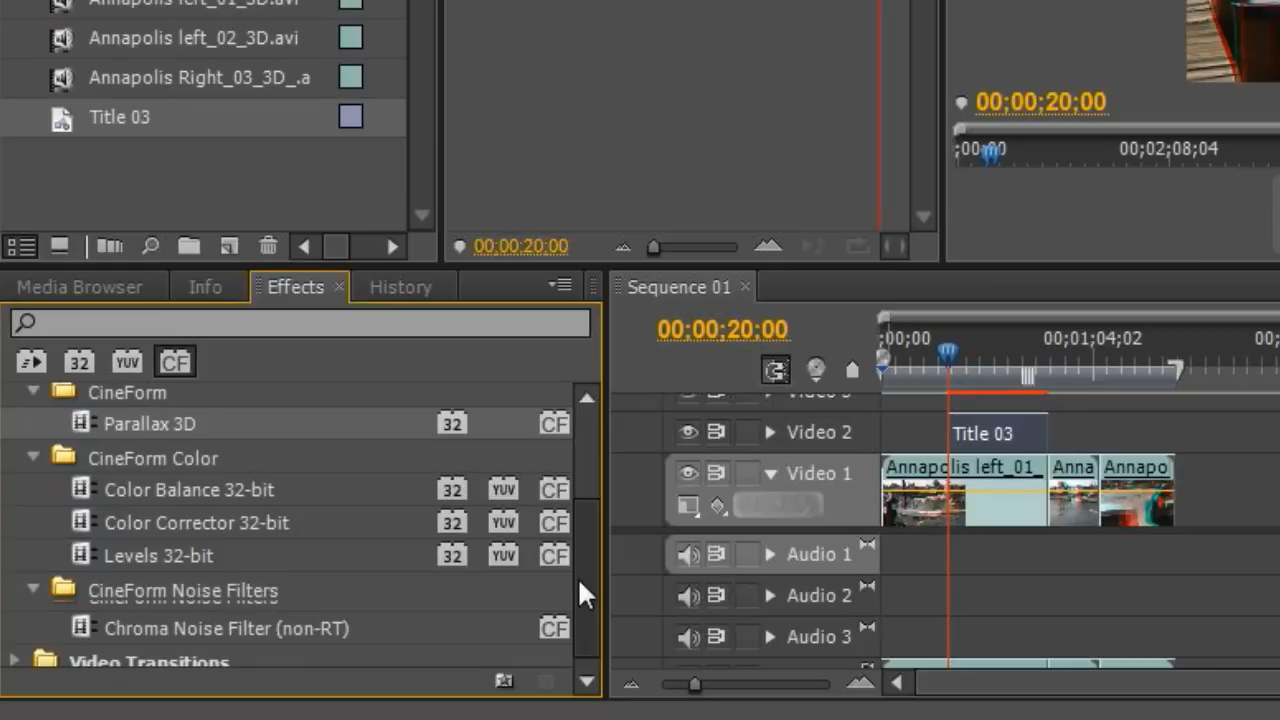 Annapolis left_01_3D.avi
Annapolis left_02_3D.avi
Annapolis Right_03_3D_.a
Title 03
00;00;20;00
;00;00
00;02;08;04
00;00;20;00
Media Browser
Info
Effects
History
32
YUV
CF
CineForm
Parallax 3D 32 CF
CineForm Color
Color Balance 32-bit 32 YUV CF
Color Corrector 32-bit 32 YUV CF
Levels 32-bit 32 YUV CF
CineForm Noise Filters
Chroma Noise Filter (non-RT) CF
Video Transitions
Sequence 01
00;00;20;00
;00;00
00;01;04;02
00;
Video 2
Title 03
Video 1
Annapolis left_01_
Anna
Annapo
Audio 1
Audio 2
Audio 3